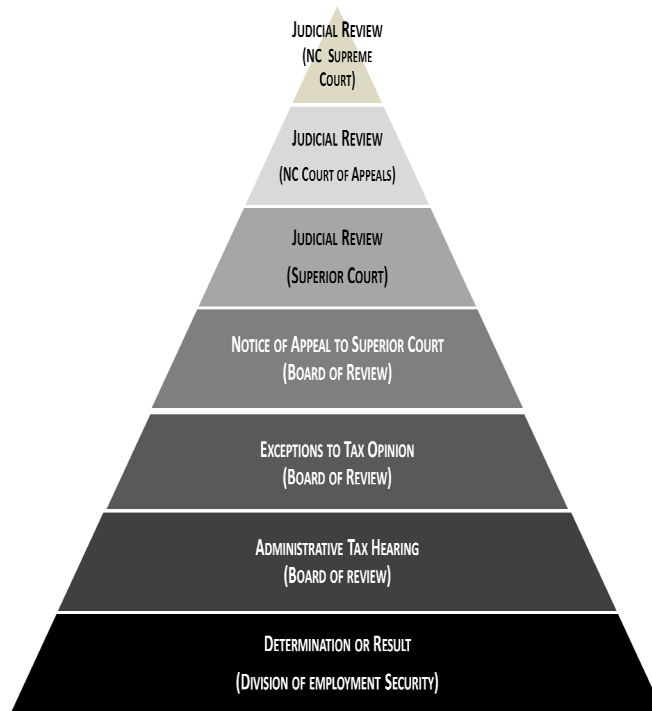 Judicial Review
(NC Supreme
Court)
Judicial Review
(NC Court of Appeals)
Judicial Review
(Superior Court)
Notice of Appeal to Superior Court
(Board of Review)
Exceptions to Tax Opinion
(Board of Review)
Administrative Tax Hearing
(Board of review)
Determination or Result
(Division of employment Security)